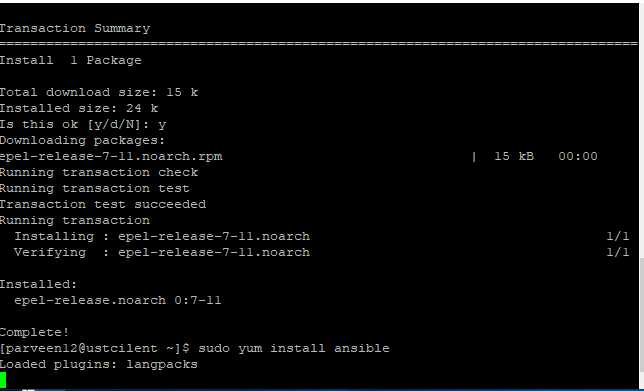 Transaction Summary
================================================================================
Install  1 Package
Total download size: 15 k
Installed size: 24 k
Is this ok [y/d/N]: y
Downloading packages:
epel-release-7-11.noarch.rpm                               |  15 kB   00:00
Running transaction check
Running transaction test
Transaction test succeeded
Running transaction
  Installing : epel-release-7-11.noarch                                     1/1
  Verifying  : epel-release-7-11.noarch                                     1/1
Installed:
  epel-release.noarch 0:7-11
Complete!
[parveen12@ustcilent ~]$ sudo yum install ansible
Loaded plugins: langpacks